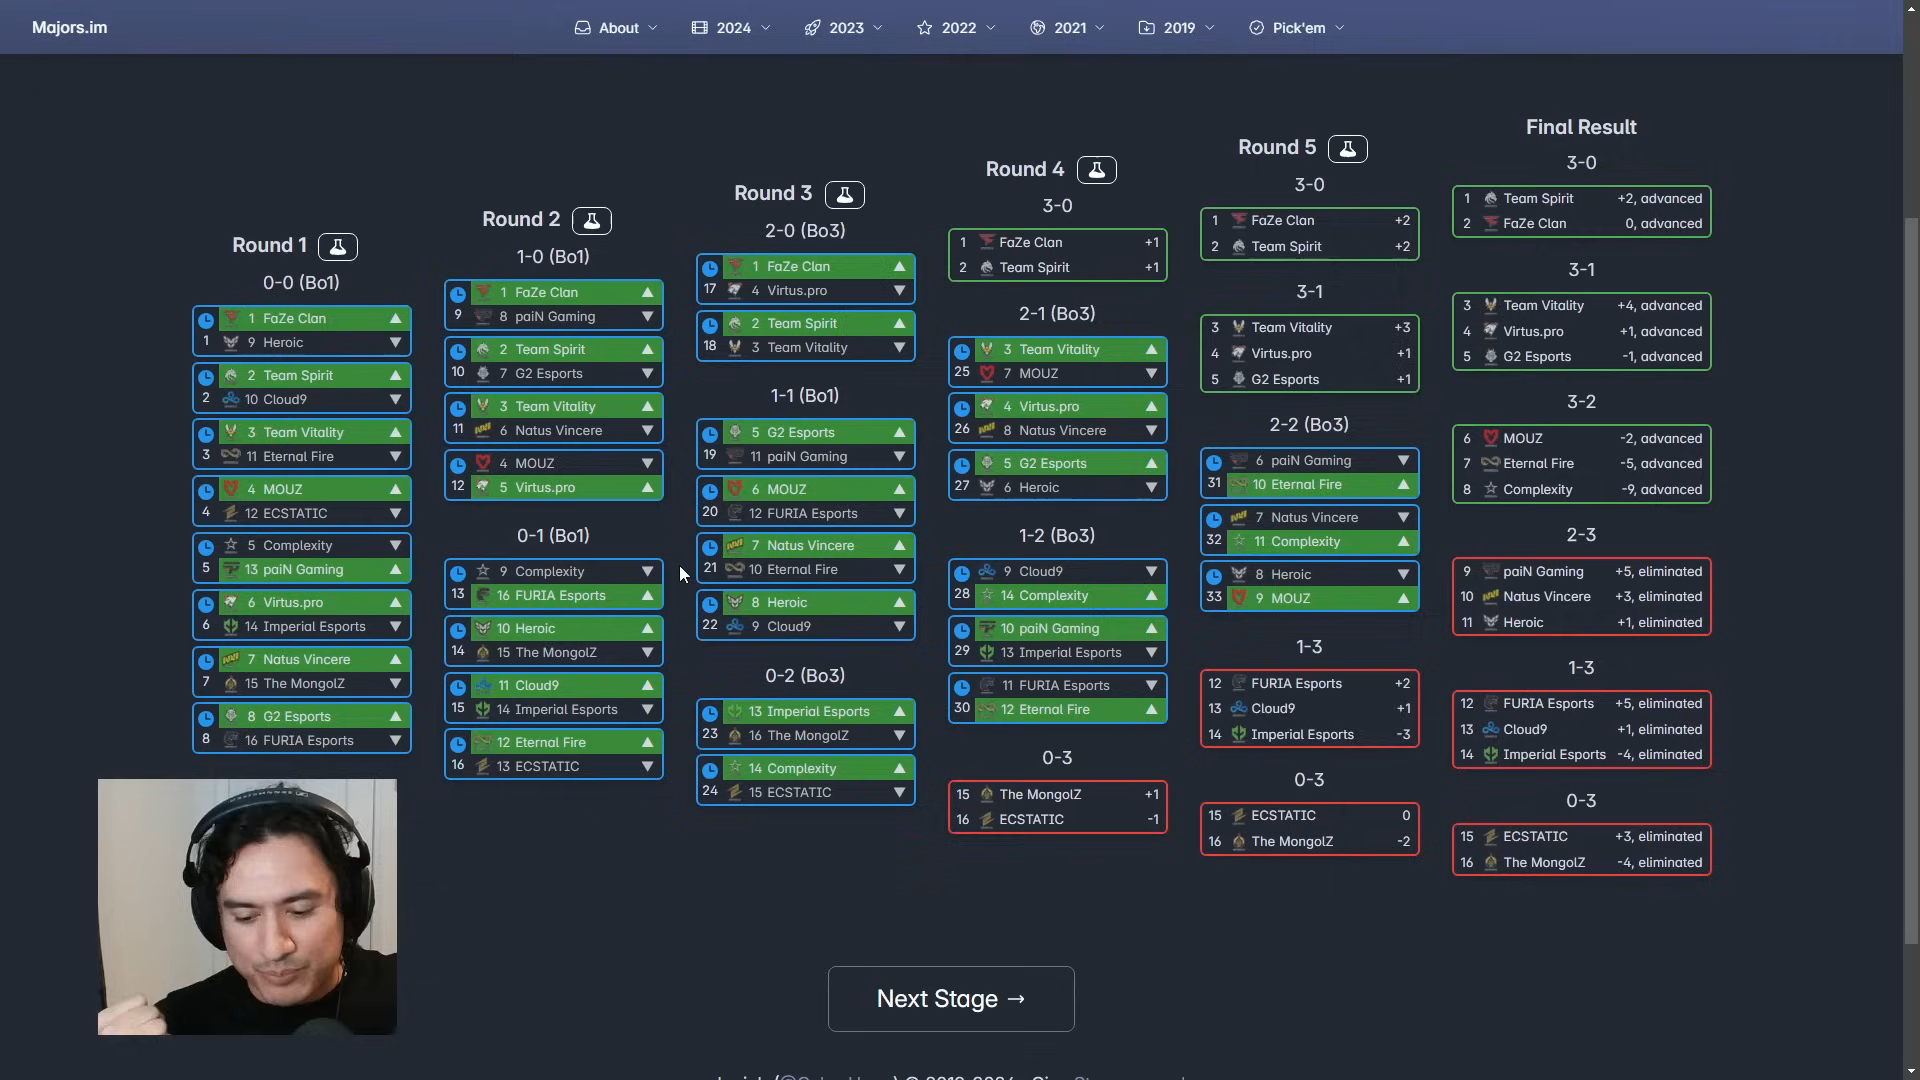 Majors.im
About
2024
2023
2022
2021
2019
Pick'em
Round 1
0-0 (Bo1)
1 FaZe Clan
1 9 Heroic
2 Team Spirit
2 10 Cloud9
3 Team Vitality
3 11 Eternal Fire
4 MOUZ
4 12 ECSTATIC
5 Complexity
5 13 paiN Gaming
6 Virtus.pro
6 14 Imperial Esports
7 Natus Vincere
7 15 The MongolZ
8 G2 Esports
8 16 FURIA Esports
Round 2
1-0 (Bo1)
1 FaZe Clan
9 8 paiN Gaming
2 Team Spirit
10 7 G2 Esports
3 Team Vitality
11 6 Natus Vincere
4 MOUZ
12 5 Virtus.pro
0-1 (Bo1)
9 Complexity
13 16 FURIA Esports
10 Heroic
14 15 The MongolZ
11 Cloud9
15 14 Imperial Esports
12 Eternal Fire
16 13 ECSTATIC
Round 3
2-0 (Bo3)
1 FaZe Clan
17 4 Virtus.pro
2 Team Spirit
18 3 Team Vitality
1-1 (Bo1)
5 G2 Esports
19 11 paiN Gaming
6 MOUZ
20 12 FURIA Esports
7 Natus Vincere
21 10 Eternal Fire
8 Heroic
22 9 Cloud9
0-2 (Bo3)
13 Imperial Esports
23 16 The MongolZ
14 Complexity
24 15 ECSTATIC
Round 4
3-0
1 FaZe Clan +1
2 Team Spirit +1
2-1 (Bo3)
3 Team Vitality
25 7 MOUZ
4 Virtus.pro
26 8 Natus Vincere
5 G2 Esports
27 6 Heroic
1-2 (Bo3)
9 Cloud9
28 14 Complexity
10 paiN Gaming
29 13 Imperial Esports
11 FURIA Esports
30 12 Eternal Fire
0-3
15 The MongolZ +1
16 ECSTATIC -1
Round 5
3-0
1 FaZe Clan +2
2 Team Spirit +2
3-1
3 Team Vitality +3
4 Virtus.pro +1
5 G2 Esports +1
2-2 (Bo3)
6 paiN Gaming
31 10 Eternal Fire
7 Natus Vincere
32 11 Complexity
8 Heroic
33 9 MOUZ
1-3
12 FURIA Esports +2
13 Cloud9 +1
14 Imperial Esports -3
0-3
15 ECSTATIC 0
16 The MongolZ -2
Final Result
3-0
1 Team Spirit +2, advanced
2 FaZe Clan 0, advanced
3-1
3 Team Vitality +4, advanced
4 Virtus.pro +1, advanced
5 G2 Esports -1, advanced
3-2
6 MOUZ -2, advanced
7 Eternal Fire -5, advanced
8 Complexity -9, advanced
2-3
9 paiN Gaming +5, eliminated
10 Natus Vincere +3, eliminated
11 Heroic +1, eliminated
1-3
12 FURIA Esports +5, eliminated
13 Cloud9 +1, eliminated
14 Imperial Esports -4, eliminated
0-3
15 ECSTATIC +3, eliminated
16 The MongolZ -4, eliminated
Next Stage →